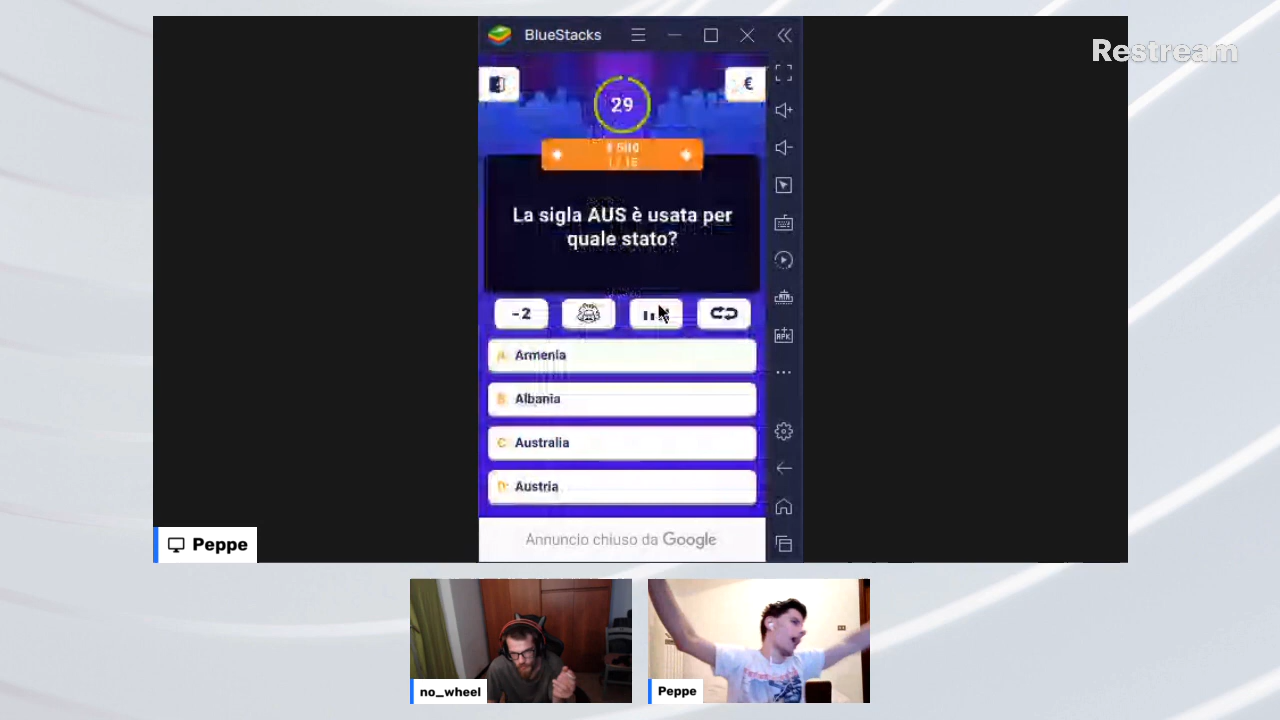 BlueStacks
Restream
29
€
La sigla AUS è usata per
quale stato?
-2
Armenia
Albania
C Australia
Austria
Annuncio chiuso da Google
Peppe
no_wheel
Peppe